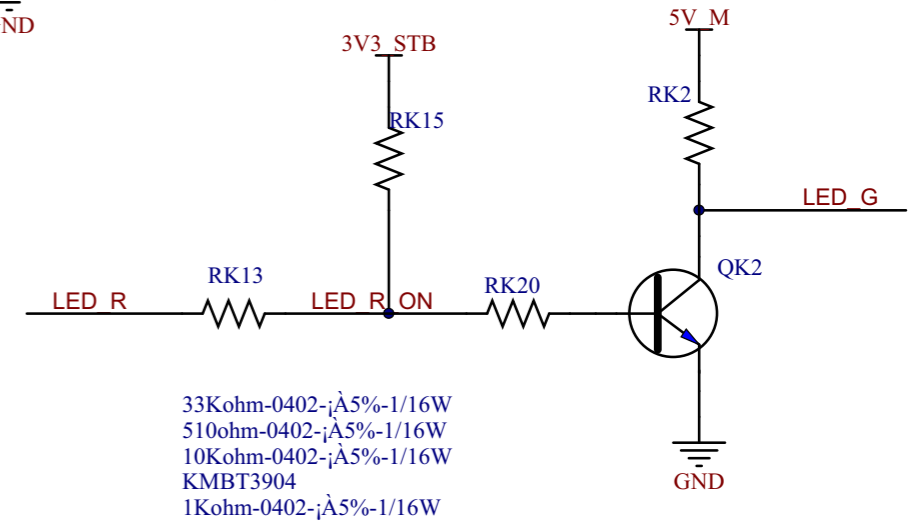 GND
5V_M
3V3_STB
RK2
RK15
LED_G
RK13
RK20
QK2
LED_R
LED_R_ON
33Kohm-0402-¡À5%-1/16W
510ohm-0402-¡À5%-1/16W
10Kohm-0402-¡À5%-1/16W
KMBT3904
1Kohm-0402-¡À5%-1/16W
GND